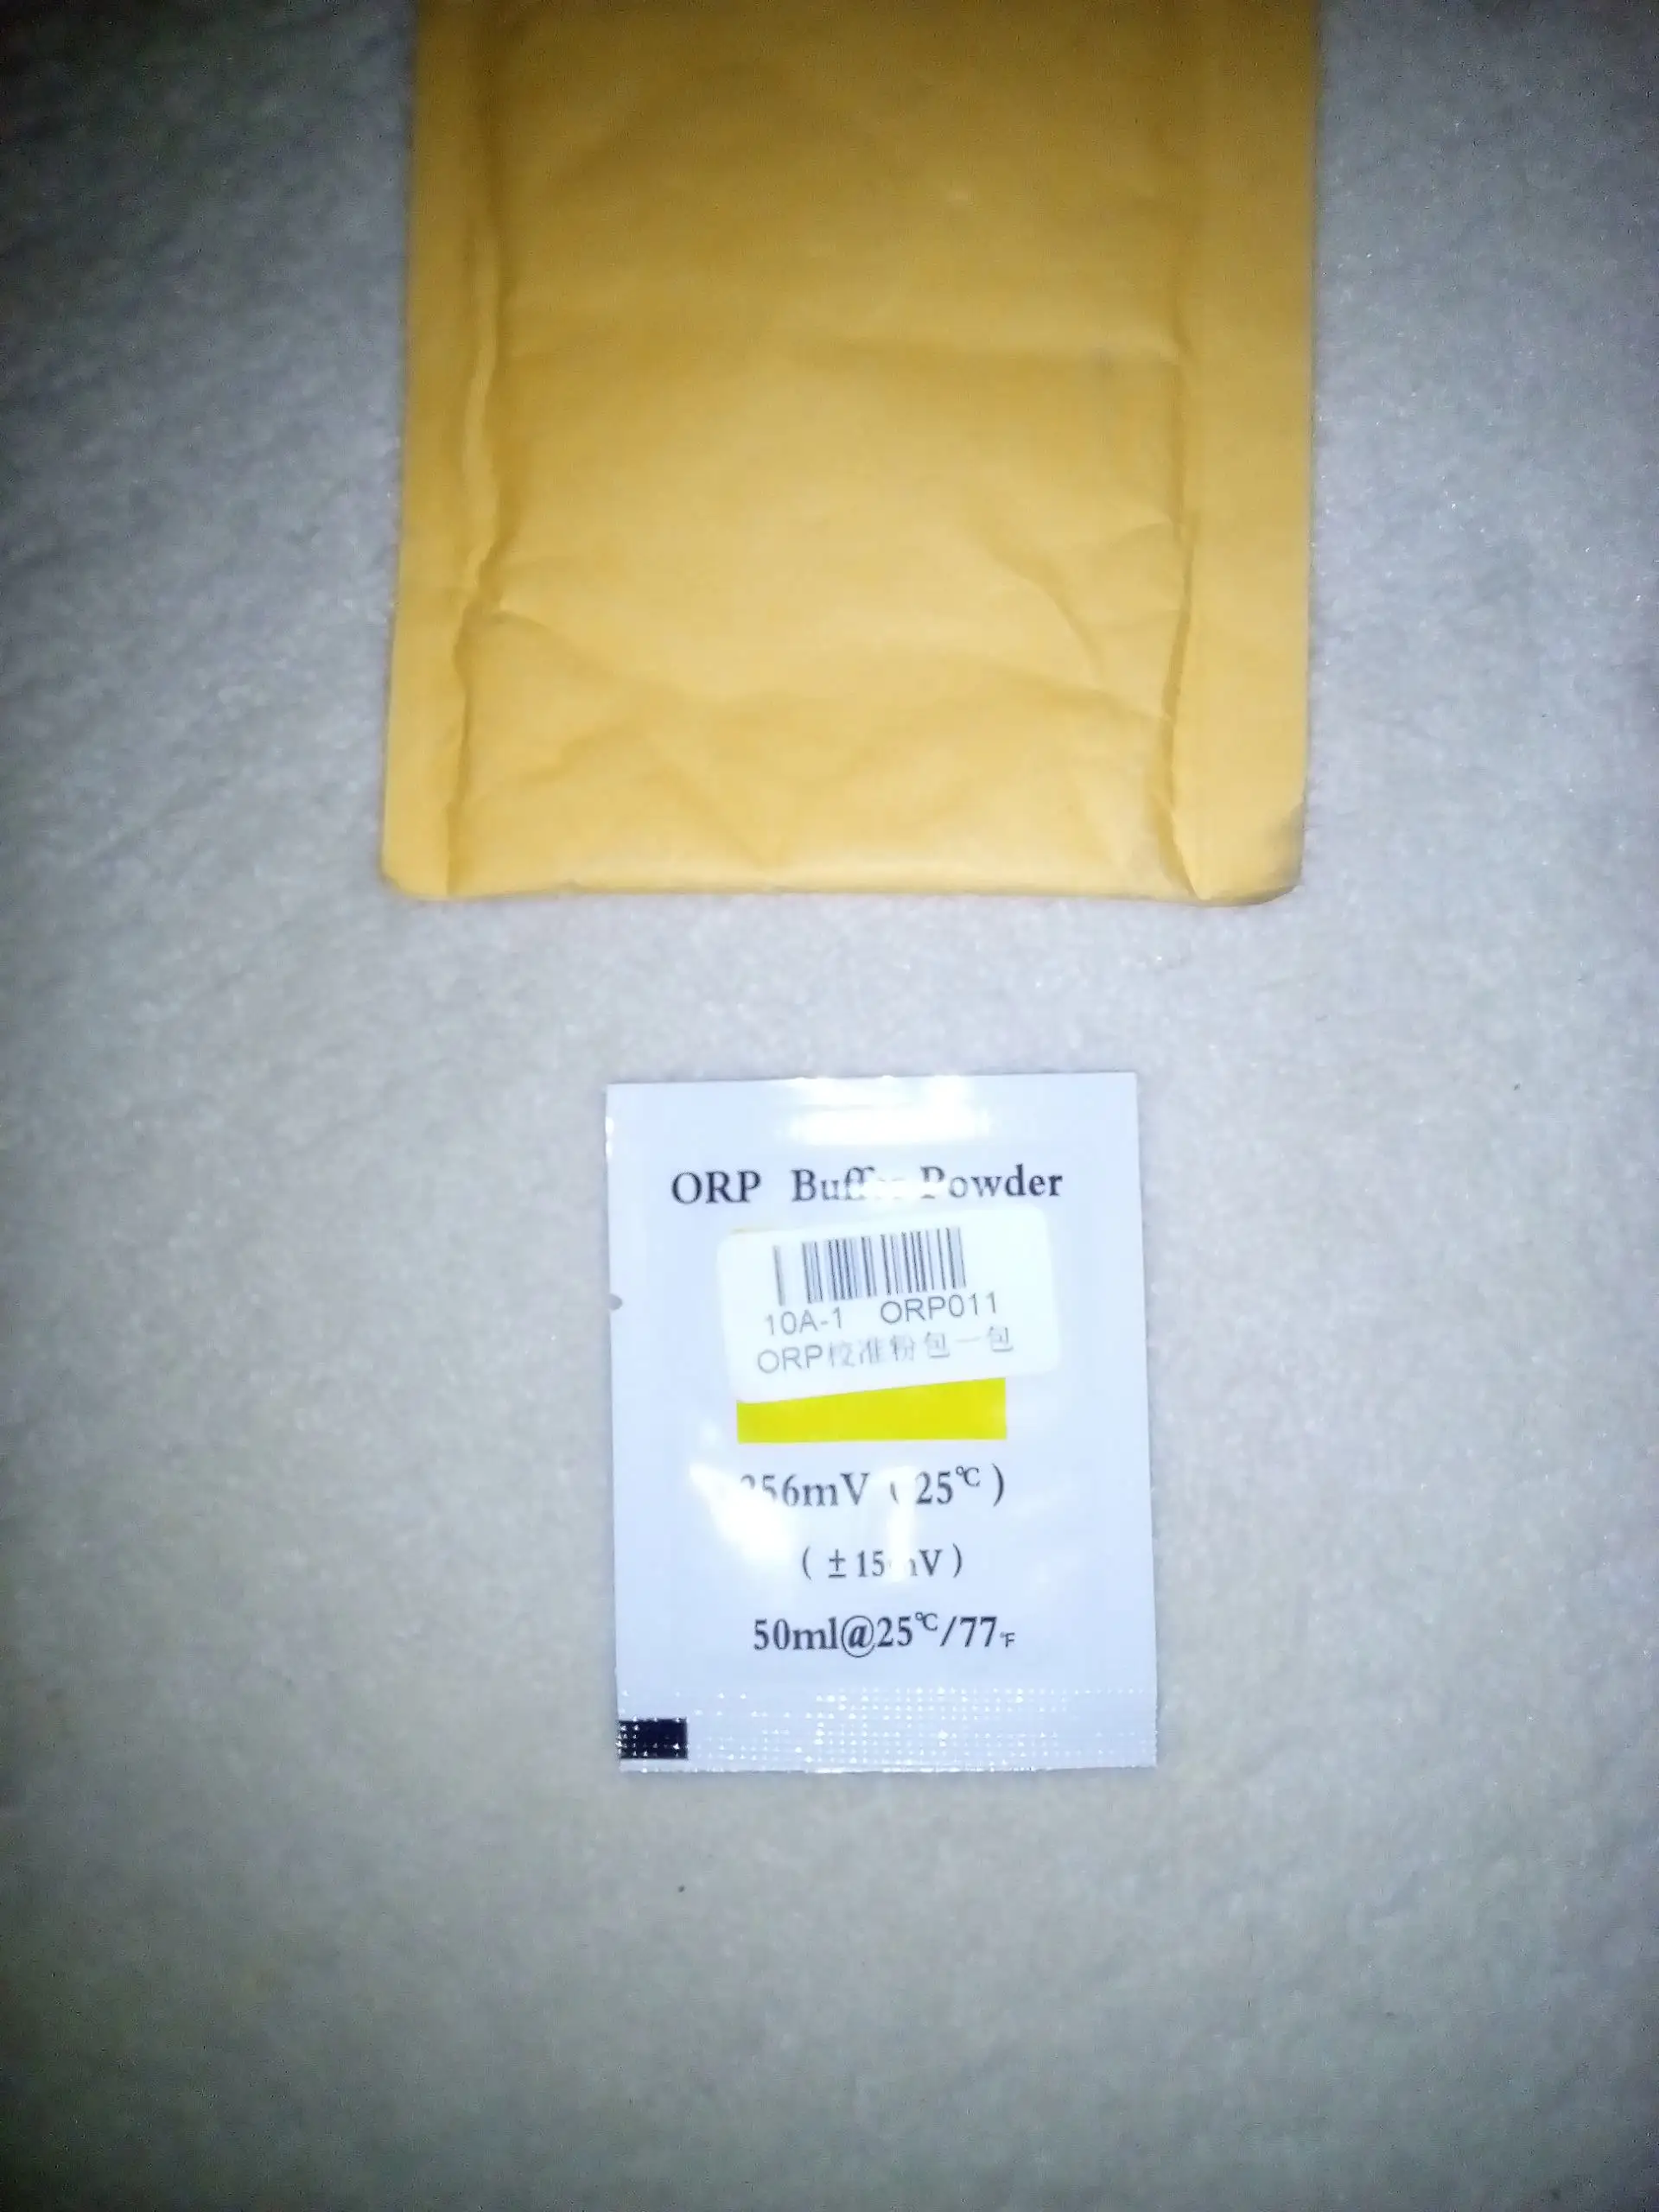 ORP Buffer Powder
10A-1 ORP011
ORP校准粉包一包
256mV (25℃)
(±15mV)
50ml@25℃/77℉